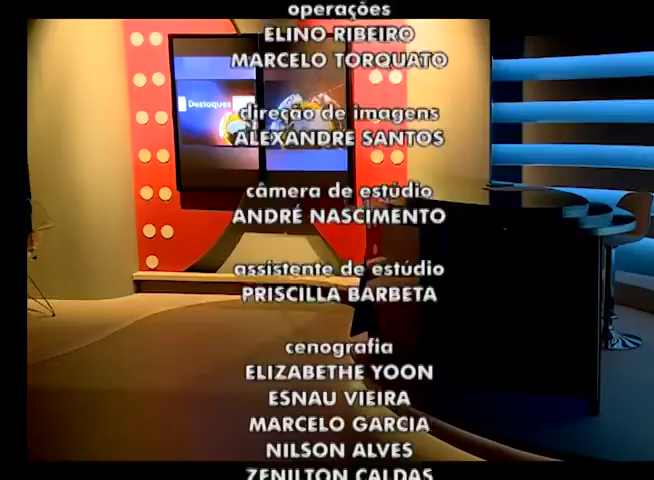 operações
ELINO RIBEIRO
MARCELO TORQUATO
Destaques
direção de imagens
ALEXANDRE SANTOS
câmera de estúdio
ANDRÉ NASCIMENTO
assistente de estúdio
PRISCILLA BARBETA
cenografia
ELIZABETHE YOON
ESNAU VIEIRA
MARCELO GARCIA
NILSON ALVES
ZENILTON CALDAS